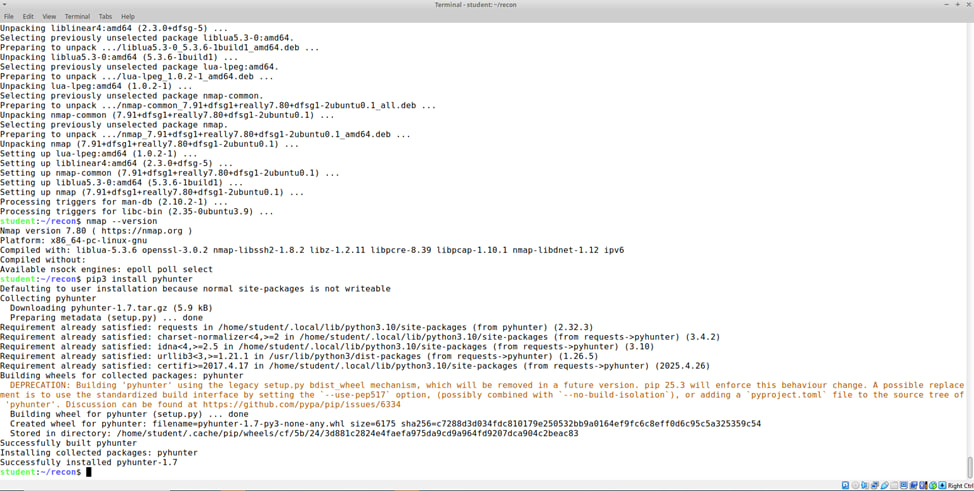 Terminal - student: ~/recon
File Edit View Terminal Tabs Help
Unpacking liblinear4:amd64 (2.3.0+dfsg-5) ...
Selecting previously unselected package liblua5.3-0:amd64.
Preparing to unpack .../liblua5.3-0_5.3.6-1build1_amd64.deb ...
Unpacking liblua5.3-0:amd64 (5.3.6-1build1) ...
Selecting previously unselected package lua-lpeg:amd64.
Preparing to unpack .../lua-lpeg_1.0.2-1_amd64.deb ...
Unpacking lua-lpeg:amd64 (1.0.2-1) ...
Selecting previously unselected package nmap-common.
Preparing to unpack .../nmap-common_7.91+dfsg1+really7.80+dfsg1-2ubuntu0.1_all.deb ...
Unpacking nmap-common (7.91+dfsg1+really7.80+dfsg1-2ubuntu0.1) ...
Selecting previously unselected package nmap.
Preparing to unpack .../nmap_7.91+dfsg1+really7.80+dfsg1-2ubuntu0.1_amd64.deb ...
Unpacking nmap (7.91+dfsg1+really7.80+dfsg1-2ubuntu0.1) ...
Setting up lua-lpeg:amd64 (1.0.2-1) ...
Setting up liblinear4:amd64 (2.3.0+dfsg-5) ...
Setting up nmap-common (7.91+dfsg1+really7.80+dfsg1-2ubuntu0.1) ...
Setting up liblua5.3-0:amd64 (5.3.6-1build1) ...
Setting up nmap (7.91+dfsg1+really7.80+dfsg1-2ubuntu0.1) ...
Processing triggers for man-db (2.10.2-1) ...
Processing triggers for libc-bin (2.35-0ubuntu3.9) ...
student:~/recon$ nmap --version
Nmap version 7.80 ( https://nmap.org )
Platform: x86_64-pc-linux-gnu
Compiled with: liblua-5.3.6 openssl-3.0.2 nmap-libssh2-1.8.2 libz-1.2.11 libpcre-8.39 libpcap-1.10.1 nmap-libdnet-1.12 ipv6
Compiled without:
Available nsock engines: epoll poll select
student:~/recon$ pip3 install pyhunter
Defaulting to user installation because normal site-packages is not writeable
Collecting pyhunter
  Downloading pyhunter-1.7.tar.gz (5.9 kB)
  Preparing metadata (setup.py) ... done
Requirement already satisfied: requests in /home/student/.local/lib/python3.10/site-packages (from pyhunter) (2.32.3)
Requirement already satisfied: charset-normalizer<4,>=2 in /home/student/.local/lib/python3.10/site-packages (from requests->pyhunter) (3.4.2)
Requirement already satisfied: idna<4,>=2.5 in /home/student/.local/lib/python3.10/site-packages (from requests->pyhunter) (3.10)
Requirement already satisfied: urllib3<3,>=1.21.1 in /usr/lib/python3/dist-packages (from requests->pyhunter) (1.26.5)
Requirement already satisfied: certifi>=2017.4.17 in /home/student/.local/lib/python3.10/site-packages (from requests->pyhunter) (2025.4.26)
Building wheels for collected packages: pyhunter
  DEPRECATION: Building 'pyhunter' using the legacy setup.py bdist_wheel mechanism, which will be removed in a future version. pip 25.3 will enforce this behaviour change. A possible replace
ment is to use the standardized build interface by setting the `--use-pep517` option, (possibly combined with `--no-build-isolation`), or adding a `pyproject.toml` file to the source tree of
 'pyhunter'. Discussion can be found at https://github.com/pypa/pip/issues/6334
  Building wheel for pyhunter (setup.py) ... done
  Created wheel for pyhunter: filename=pyhunter-1.7-py3-none-any.whl size=6175 sha256=c7288d3d034fdc810179e250532bb9a0164ef9fc6c8eff0d6c95c5a325359c54
  Stored in directory: /home/student/.cache/pip/wheels/cf/5b/24/3d881c2824e4faefa975da9cd9a964fd9207dca904c2beac83
Successfully built pyhunter
Installing collected packages: pyhunter
Successfully installed pyhunter-1.7
student:~/recon$
Right Ctrl